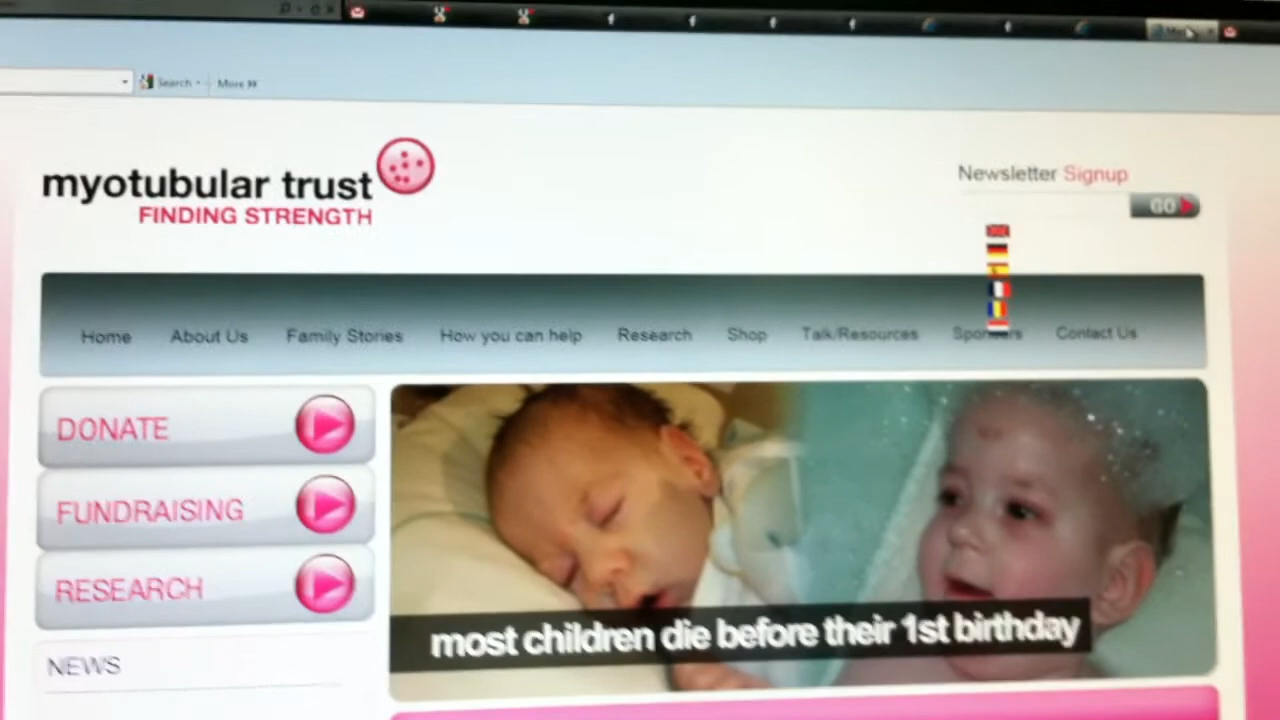 Search
More
myotubular trust
FINDING STRENGTH
Newsletter Signup
GO
Home About Us Family Stories How you can help Research Shop Talk/Resources Sponsors Contact Us
DONATE
FUNDRAISING
RESEARCH
NEWS
most children die before their 1st birthday